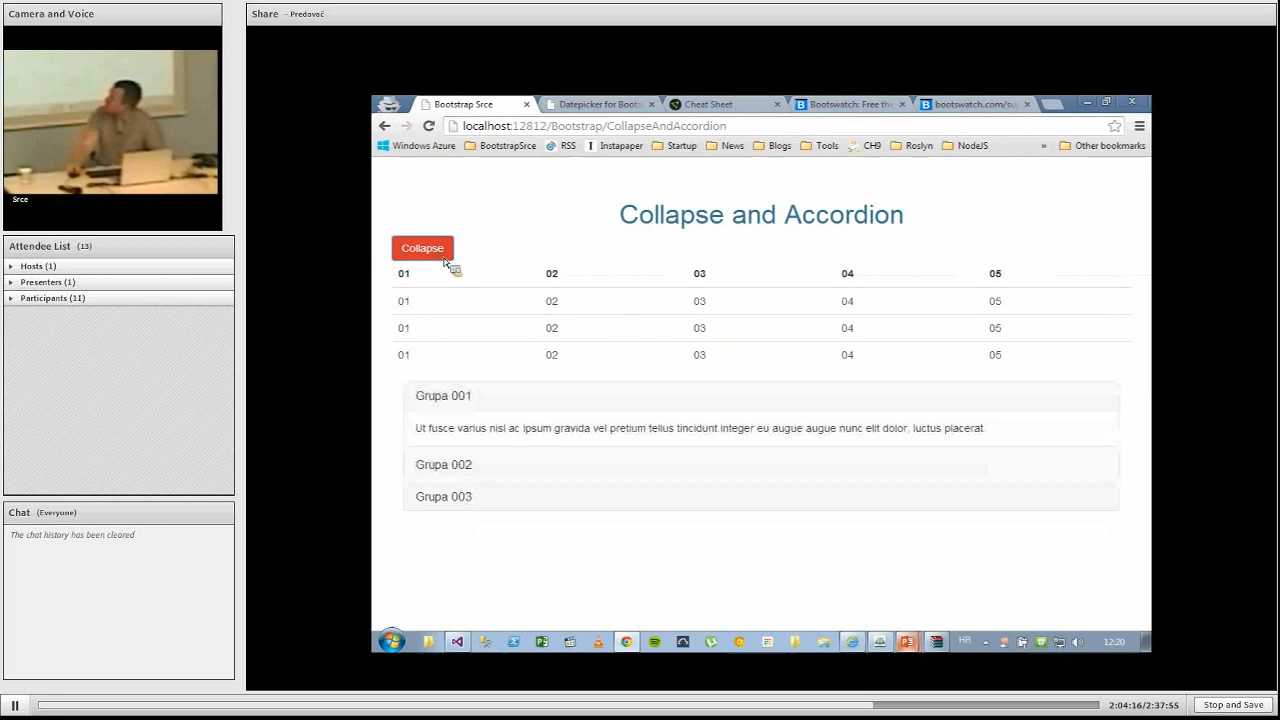 Camera and Voice
Srce
Attendee List (13)
Hosts (1)
Presenters (1)
Participants (11)
Chat (Everyone)
The chat history has been cleared
Share - Predavač
Bootstrap Srce
Datepicker for Boots
Cheat Sheet
Bootswatch: Free the
bootswatch.com/su
localhost:12812/Bootstrap/CollapseAndAccordion
Windows Azure BootstrapSrce RSS Instapaper Startup News Blogs Tools CH9 Roslyn NodeJS » Other bookmarks
Collapse and Accordion
Collapse
01 02 03 04 05
01 02 03 04 05
01 02 03 04 05
01 02 03 04 05
Grupa 001
Ut fusce varius nisl ac ipsum gravida vel pretium tellus tincidunt integer eu augue augue nunc elit dolor, luctus placerat.
Grupa 002
Grupa 003
HR 12:20
2:04:16/2:37:55
Stop and Save